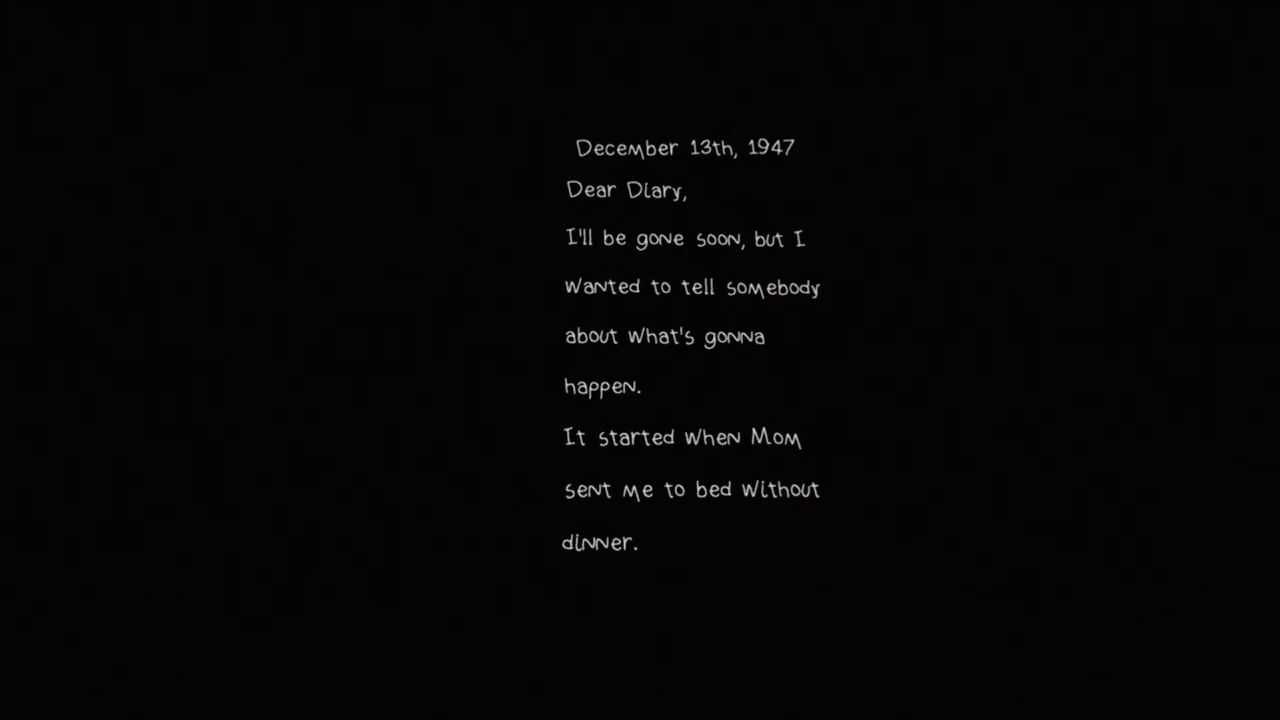 December 13th, 1947
Dear Diary,
I'll be gone soon, but I
wanted to tell somebody
about what's gonna
happen.
It started when Mom
sent me to bed without
dinner.